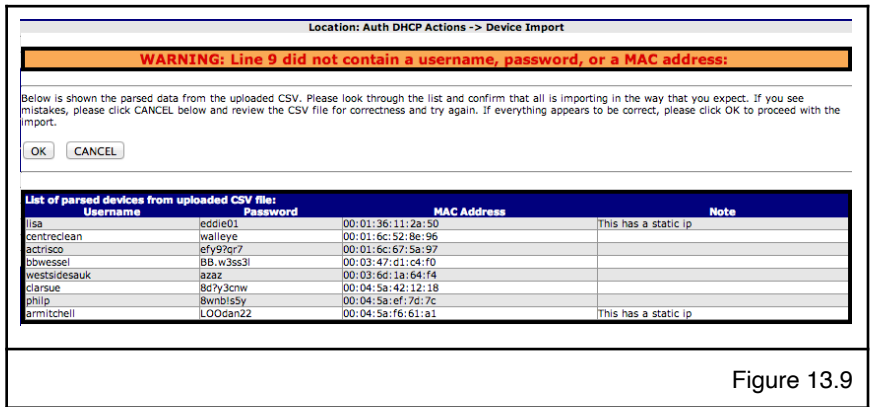 Location: Auth DHCP Actions -> Device Import
WARNING: Line 9 did not contain a username, password, or a MAC address:
Below is shown the parsed data from the uploaded CSV. Please look through the list and confirm that all is importing in the way that you expect. If you see
mistakes, please click CANCEL below and review the CSV file for correctness and try again. If everything appears to be correct, please click OK to proceed with the
import.
OK CANCEL
List of parsed devices from uploaded CSV file:
Username Password MAC Address Note
lisa eddie01 00:01:36:11:2a:50 This has a static ip
centreclean walleye 00:01:6c:52:8e:96
actrisco efy9?qr7 00:01:6c:67:5a:97
bbwessel BB.w3ss3l 00:03:47:d1:c4:f0
westsidesauk azaz 00:03:6d:1a:64:f4
clarsue 8d?y3cnw 00:04:5a:42:12:18
philp 8wnb!s5y 00:04:5a:ef:7d:7c
armitchell LOOdan22 00:04:5a:f6:61:a1 This has a static ip
Figure 13.9